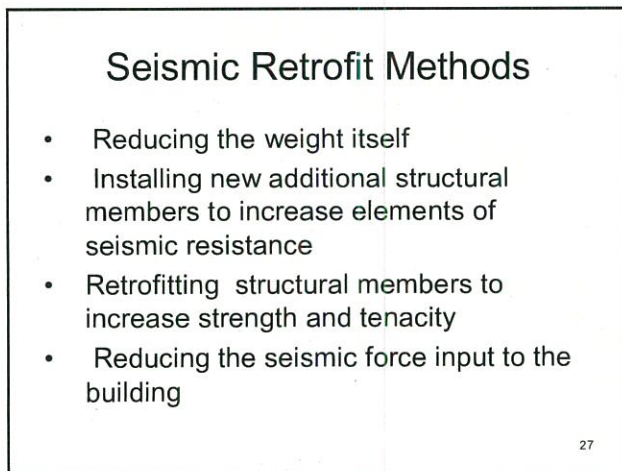 Seismic Retrofit Methods
• Reducing the weight itself
• Installing new additional structural
members to increase elements of
seismic resistance
• Retrofitting structural members to
increase strength and tenacity
• Reducing the seismic force input to the
building
27